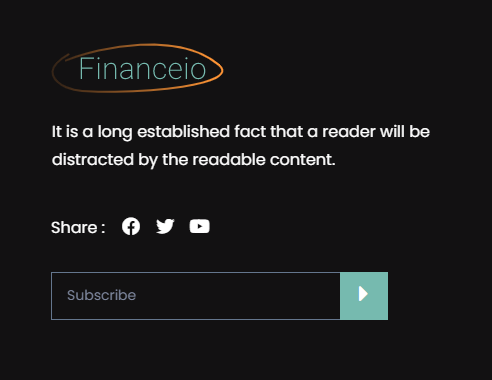 Financeio
It is a long established fact that a reader will be
distracted by the readable content.
Share :
Subscribe